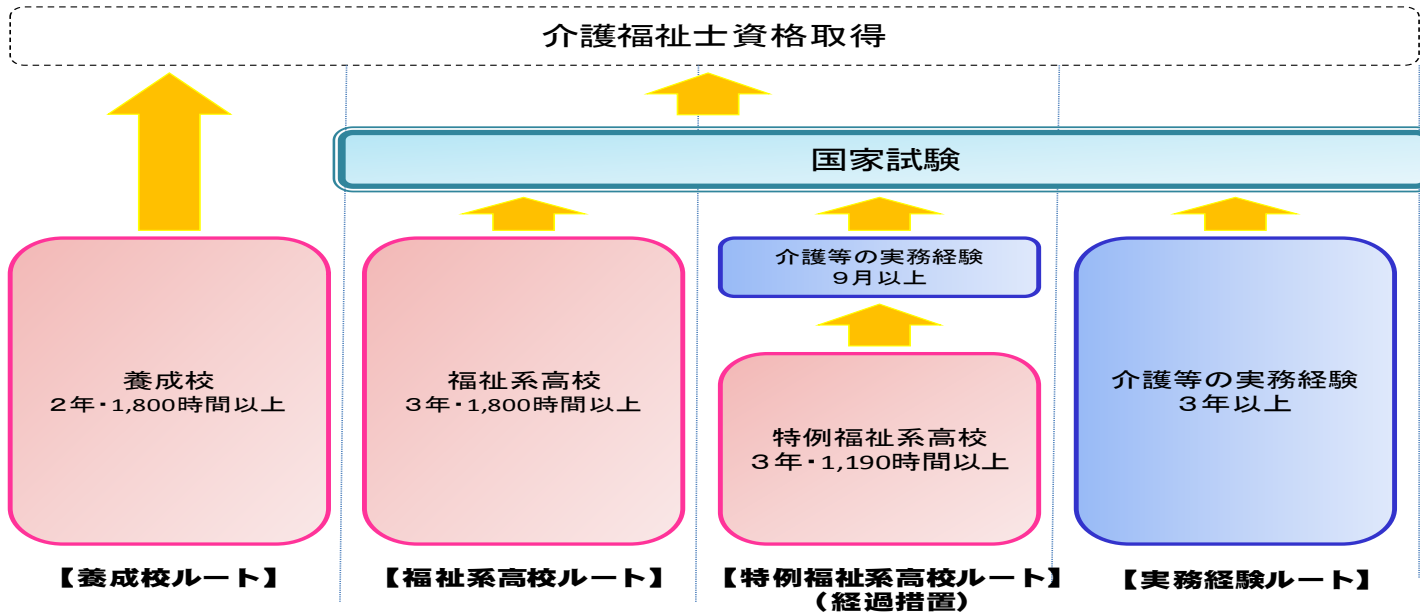 介護福祉士資格取得
国家試験
養成校
2年・1,800時間以上
福祉系高校
3年・1,800時間以上
介護等の実務経験
9月以上
特例福祉系高校
3年・1,190時間以上
介護等の実務経験
3年以上
【養成校ルート】
【福祉系高校ルート】
【特例福祉系高校ルート】
(経過措置)
【実務経験ルート】